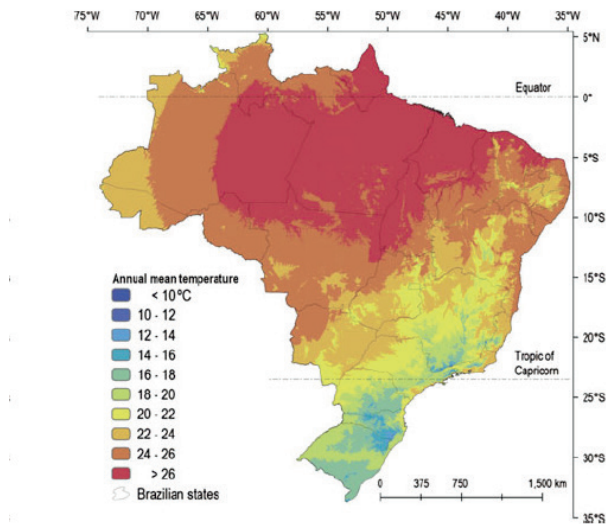 75°W 70°W 65°W 60°W 55°W 50°W 45°W 40°W 35°W
5°N
Equator
0°
5°S
10°S
15°S
20°S
Tropic of
Capricorn
25°S
30°S
35°S
Annual mean temperature
< 10°C
10 - 12
12 - 14
14 - 16
16 - 18
18 - 20
20 - 22
22 - 24
24 - 26
> 26
Brazilian states
0 375 750 1,500 km